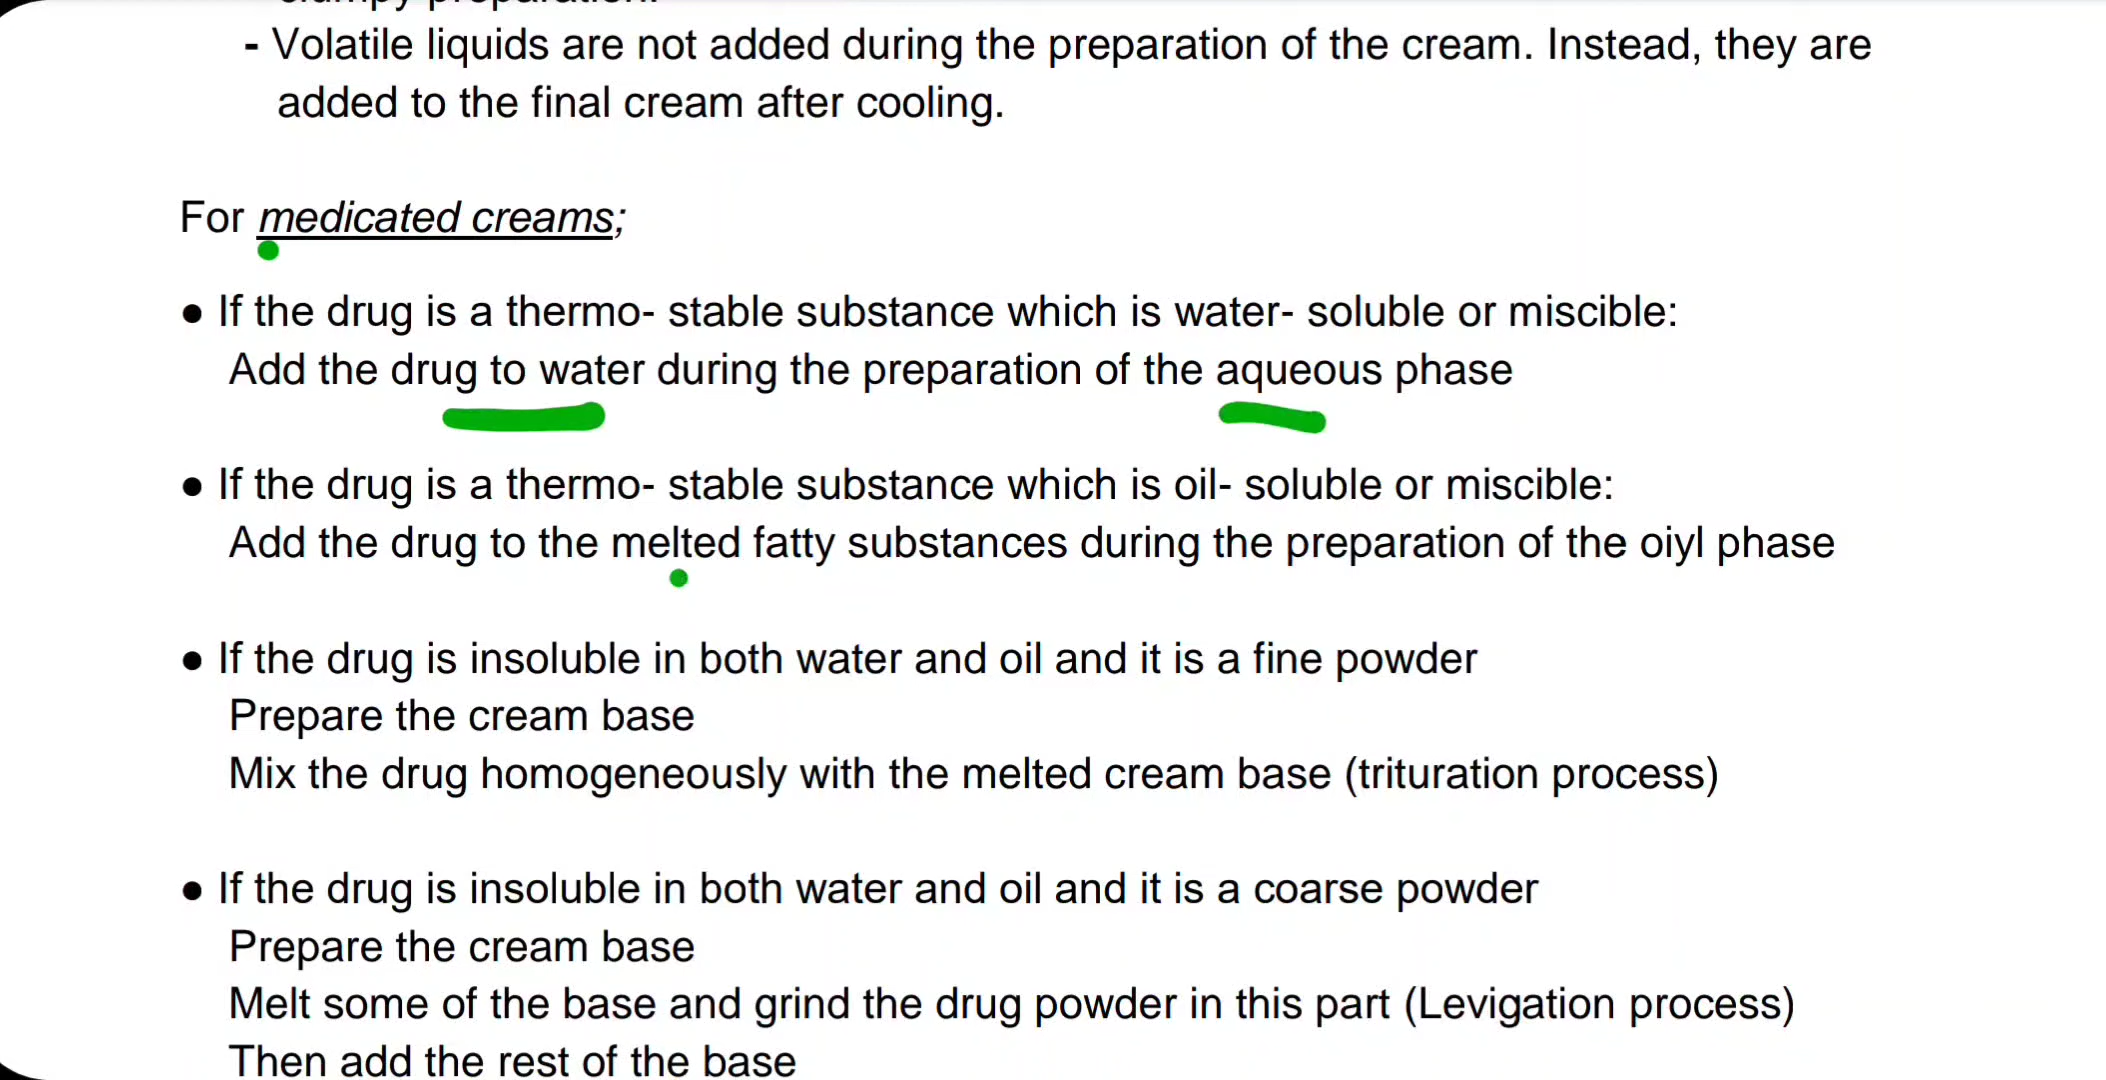 - Volatile liquids are not added during the preparation of the cream. Instead, they are
added to the final cream after cooling.
For medicated creams;
● If the drug is a thermo- stable substance which is water- soluble or miscible:
Add the drug to water during the preparation of the aqueous phase
● If the drug is a thermo- stable substance which is oil- soluble or miscible:
Add the drug to the melted fatty substances during the preparation of the oiyl phase
● If the drug is insoluble in both water and oil and it is a fine powder
Prepare the cream base
Mix the drug homogeneously with the melted cream base (trituration process)
● If the drug is insoluble in both water and oil and it is a coarse powder
Prepare the cream base
Melt some of the base and grind the drug powder in this part (Levigation process)
Then add the rest of the base